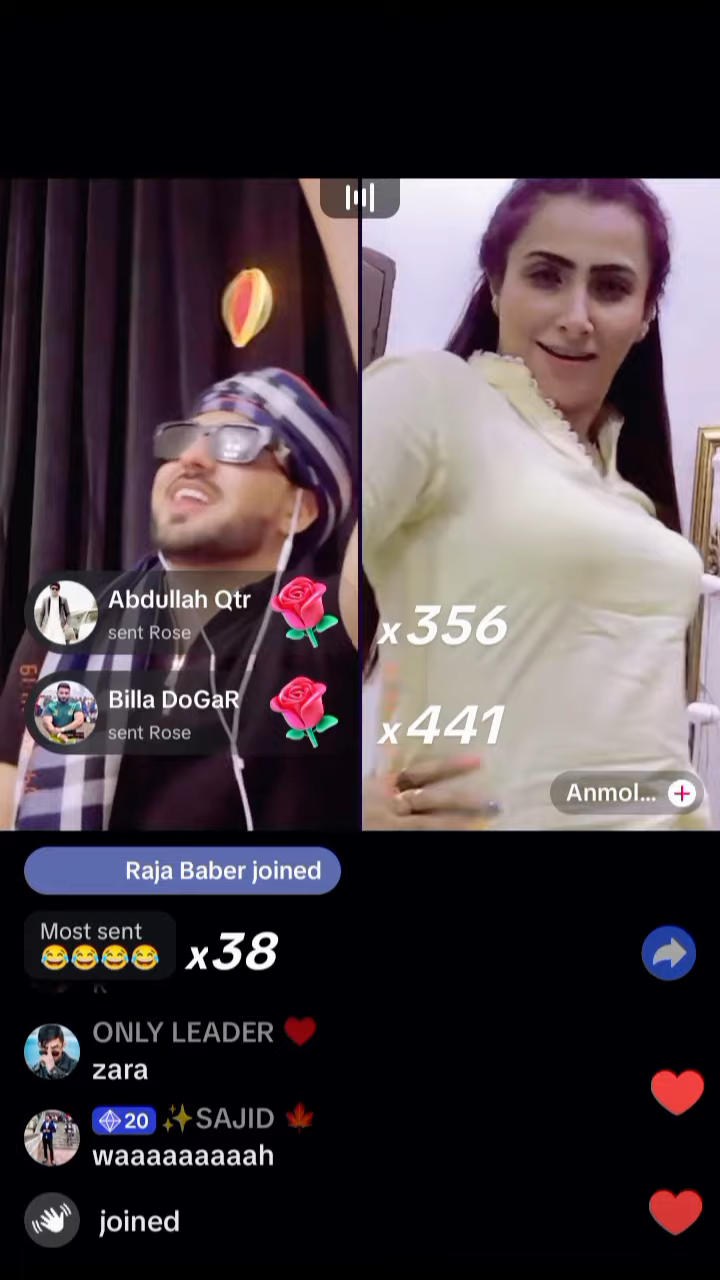 Abdullah Qtr
sent Rose
x356
Billa DoGaR
sent Rose
x441
Anmol...
Raja Baber joined
Most sent
😂😂😂😂 x38
ONLY LEADER ♥️
zara
20 ✨SAJID 🍁
waaaaaaaaah
joined